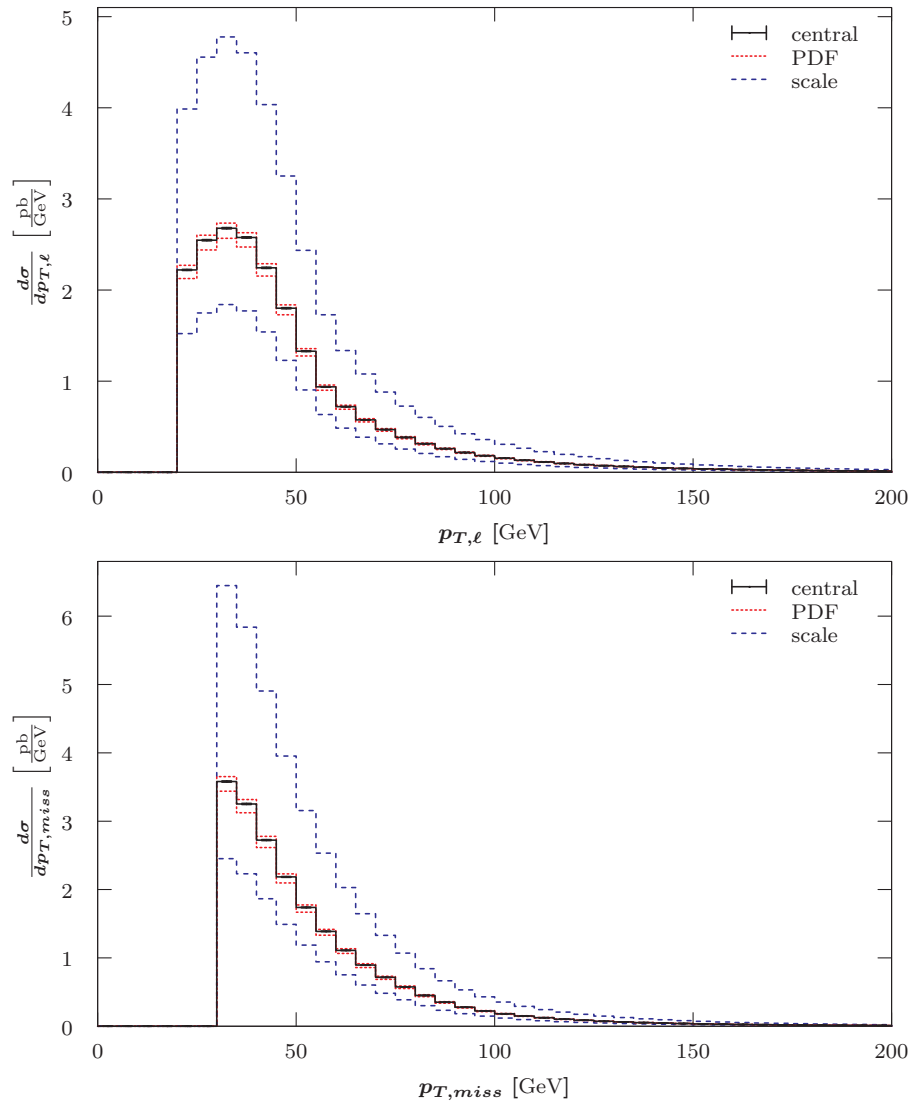 5
4
3
2
1
0
dσ/dp_{T,ℓ} [pb/GeV]
central
PDF
scale
0 50 100 150 200
p_{T,ℓ} [GeV]
6
5
4
3
2
1
0
dσ/dp_{T,miss} [pb/GeV]
central
PDF
scale
0 50 100 150 200
p_{T,miss} [GeV]